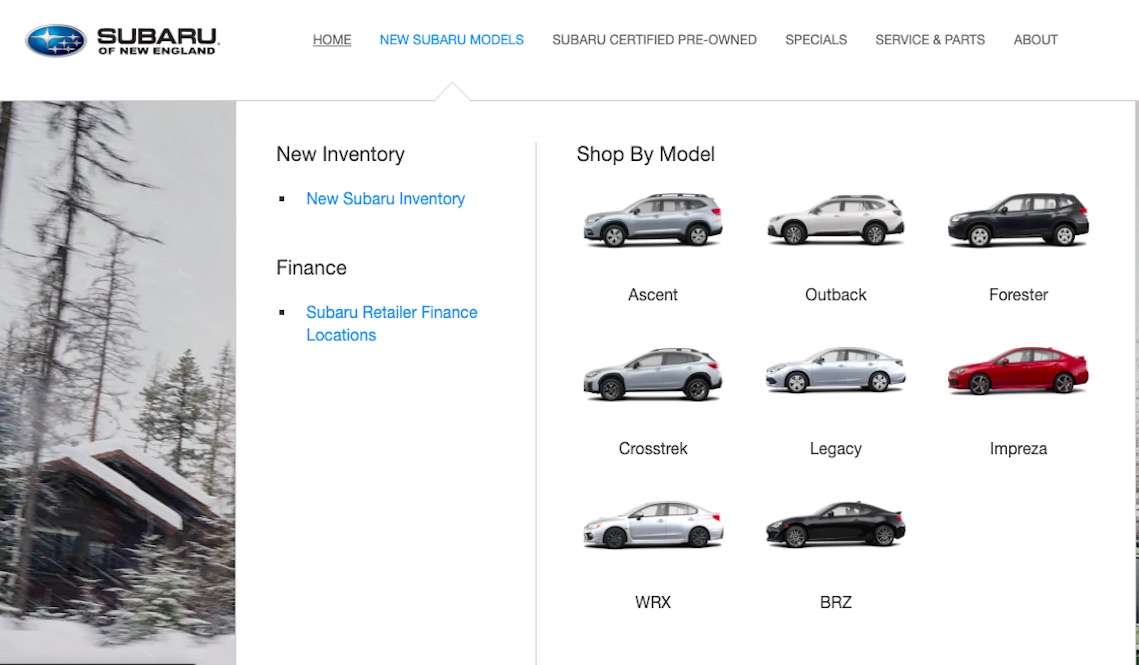 SUBARU
OF NEW ENGLAND
HOME
NEW SUBARU MODELS
SUBARU CERTIFIED PRE-OWNED
SPECIALS
SERVICE & PARTS
ABOUT
New Inventory
New Subaru Inventory
Finance
Subaru Retailer Finance
Locations
Shop By Model
Ascent
Outback
Forester
Crosstrek
Legacy
Impreza
WRX
BRZ